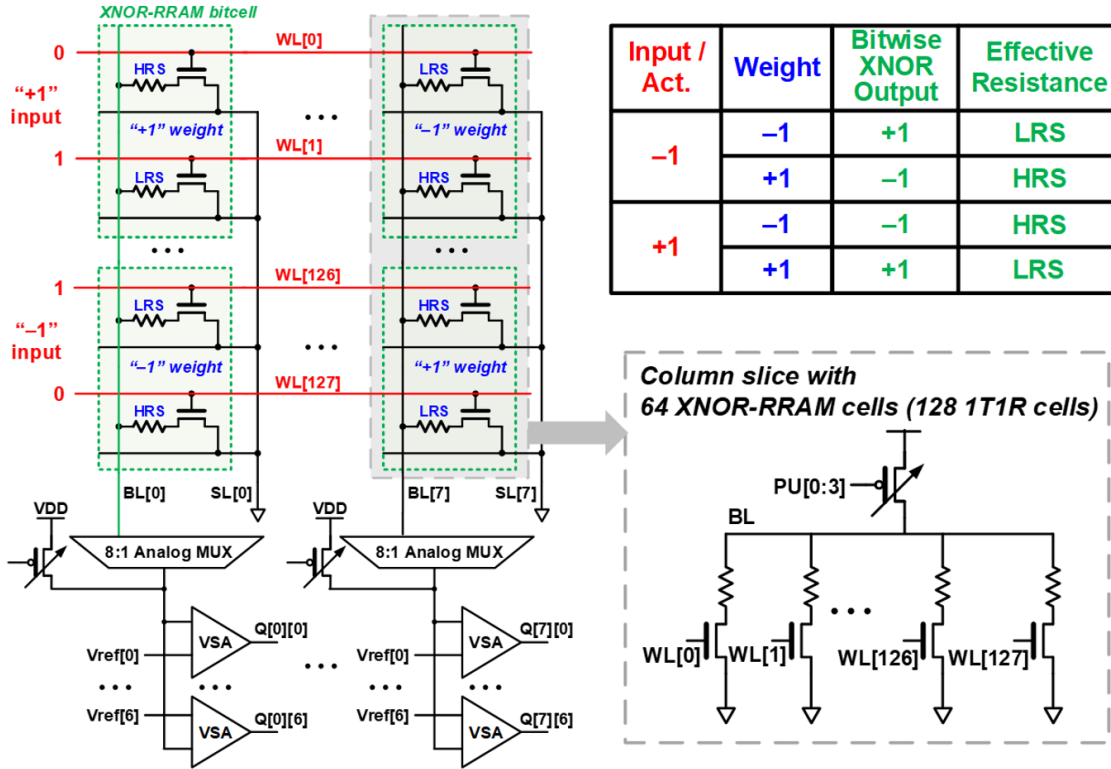 XNOR-RRAM bitcell
0
WL[0]
HRS
LRS
“+1”
input
“+1” weight
“–1” weight
1
WL[1]
LRS
HRS
1
WL[126]
LRS
HRS
“–1”
input
“–1” weight
“+1” weight
0
WL[127]
HRS
LRS
BL[0]
SL[0]
BL[7]
SL[7]
VDD
8:1 Analog MUX
VDD
8:1 Analog MUX
VSA
Q[0][0]
Vref[0]
VSA
Q[7][0]
Vref[0]
VSA
Q[0][6]
Vref[6]
VSA
Q[7][6]
Vref[6]
Input / Act.
Weight
Bitwise XNOR Output
Effective Resistance
–1
–1
+1
LRS
+1
–1
HRS
+1
–1
–1
HRS
+1
+1
LRS
Column slice with
64 XNOR-RRAM cells (128 1T1R cells)
PU[0:3]
BL
WL[0]
WL[1]
WL[126]
WL[127]